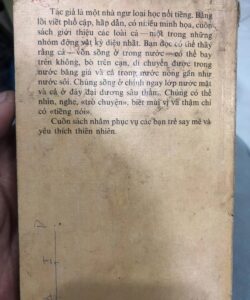 Tác giả là một nhà ngư loại học nổi tiếng. Bằng
lời viết phổ cập, hấp dẫn, có nhiều minh họa, cuốn
sách giới thiệu các loài cá — một trong những
nhóm động vật kỳ diệu nhất. Bạn đọc có thể thấy
rằng cá — vốn sống ở trong nước — có thể bay
trên không, bò trên cạn, di chuyển được trong
nước băng giá và cả trong nước nóng gần như
nước sôi. Chúng sống ở chính ngay lớp nước mặt
và cả ở đáy đại dương sâu thẳm. Chúng có thể
nhìn, nghe, «trò chuyện», biết mùi vị và thậm chí
có «tiếng nói».
Cuốn sách nhằm phục vụ các bạn trẻ say mê và
yêu thích thiên nhiên.